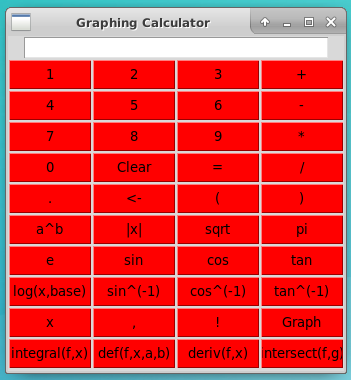 Graphing Calculator
1 2 3 +
4 5 6 -
7 8 9 *
0 Clear = /
. <- ( )
a^b |x| sqrt pi
e sin cos tan
log(x,base) sin^(-1) cos^(-1) tan^(-1)
x , ! Graph
integral(f,x) def(f,x,a,b) deriv(f,x) intersect(f,g)